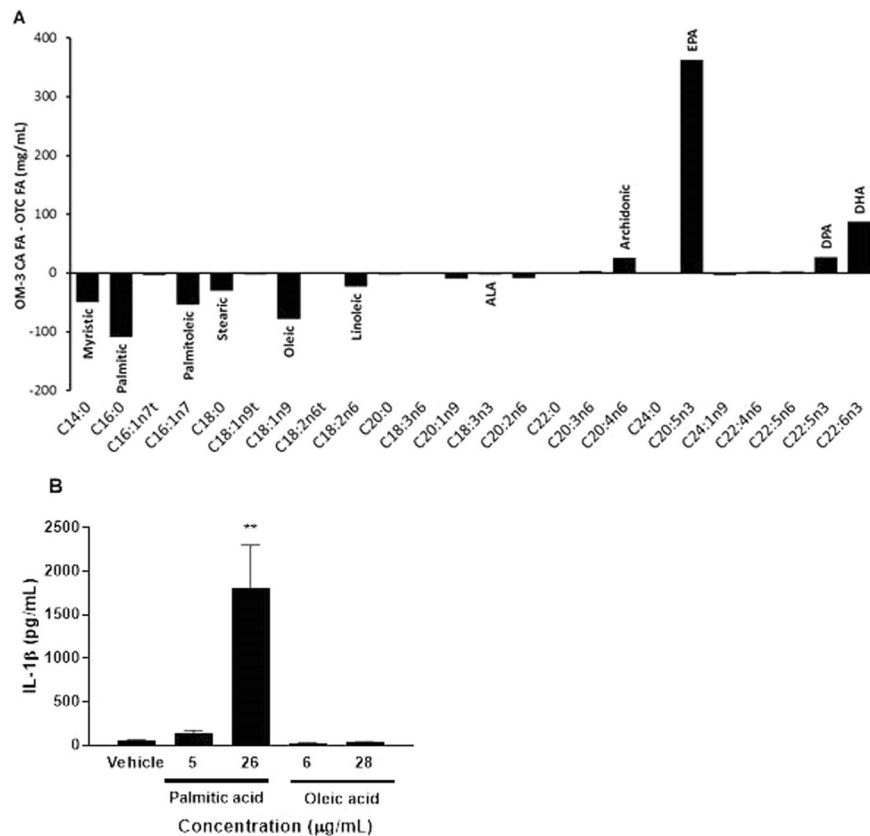 A
OM-3 CA FA - OTC FA (mg/mL)
400
300
200
100
0
-100
-200
Myristic
Palmitic
Palmitoleic
Stearic
Oleic
Linoleic
ALA
Archidonic
EPA
DPA
DHA
C14:0
C16:0
C16:1n7t
C16:1n7
C18:0
C18:1n9t
C18:1n9
C18:2n6t
C18:2n6
C20:0
C18:3n6
C20:1n9
C18:3n3
C20:2n6
C22:0
C20:3n6
C20:4n6
C24:0
C20:5n3
C24:1n9
C22:4n6
C22:5n6
C22:5n3
C22:6n3
B
IL-1β (pg/mL)
2500
2000
1500
1000
500
0
**
Vehicle 5 26 6 28
Palmitic acid Oleic acid
Concentration (μg/mL)